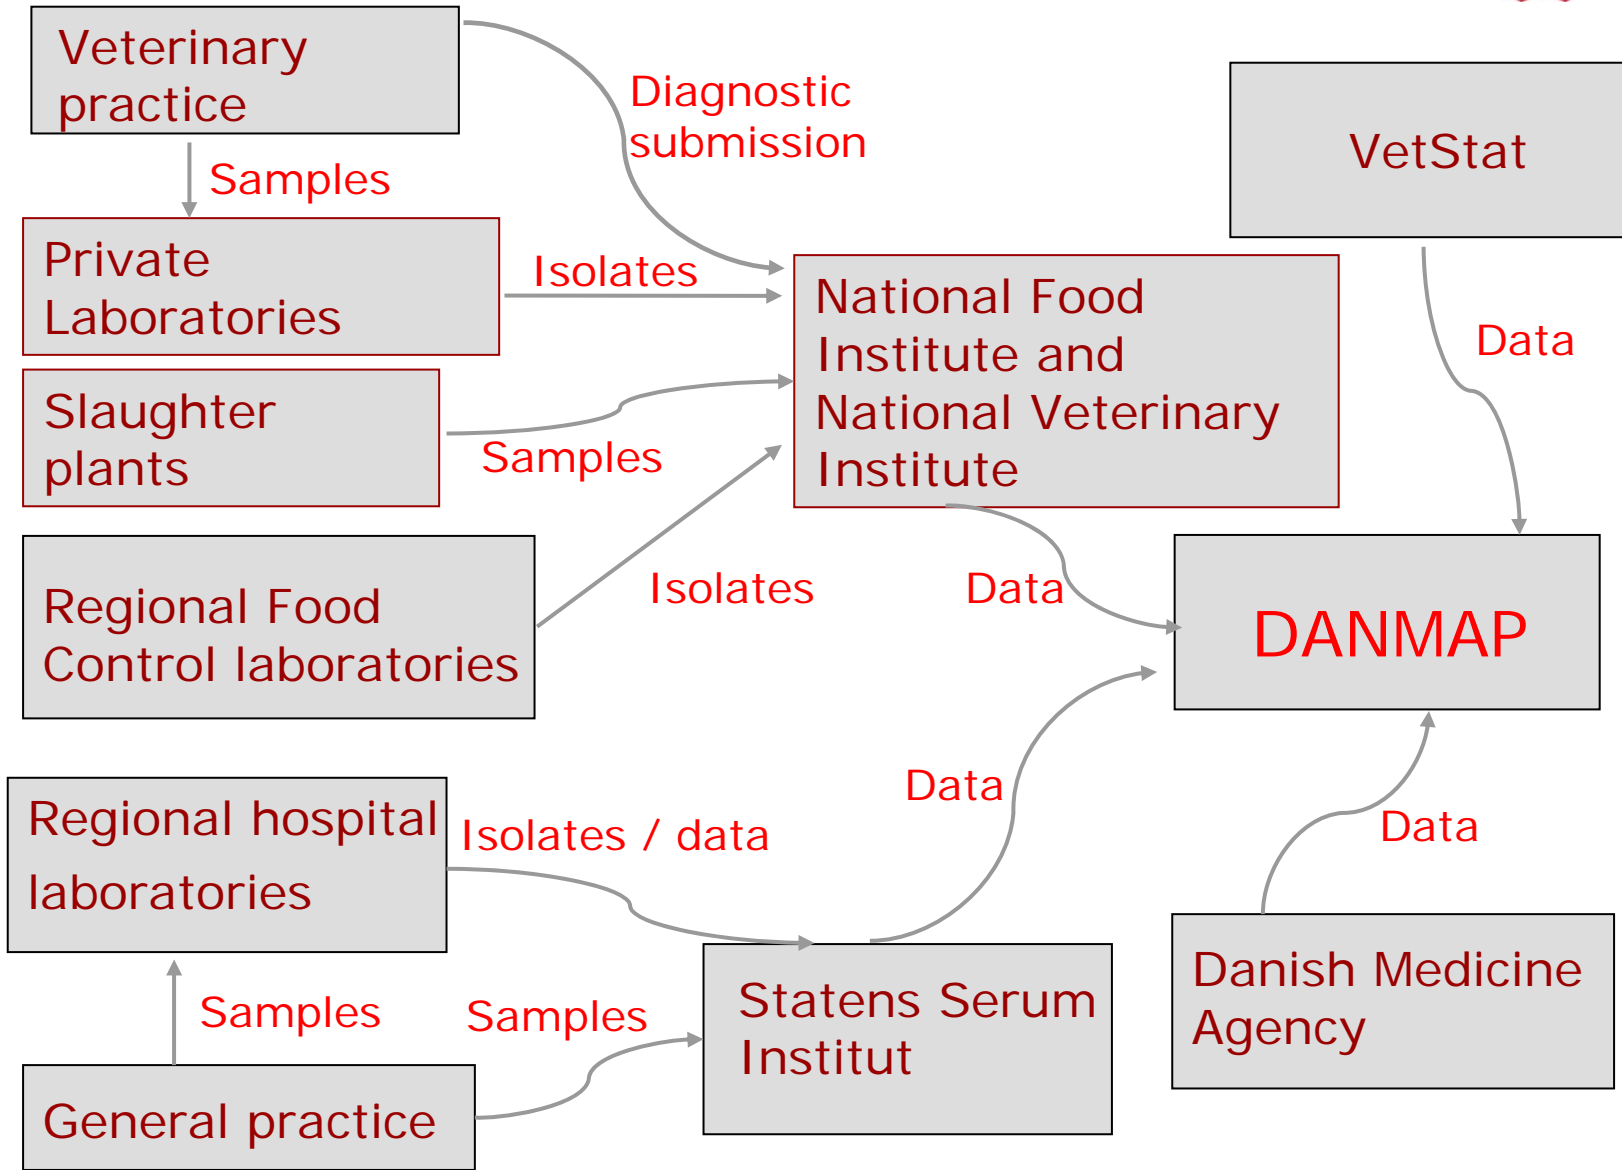 Veterinary
practice
Diagnostic
submission
VetStat
Samples
Private
Laboratories
Isolates
National Food
Institute and
National Veterinary
Institute
Data
Slaughter
plants
Samples
Regional Food
Control laboratories
Isolates
Data
DANMAP
Regional hospital
laboratories
Isolates / data
Data
Data
Danish Medicine
Agency
Samples
Samples
Statens Serum
Institut
General practice